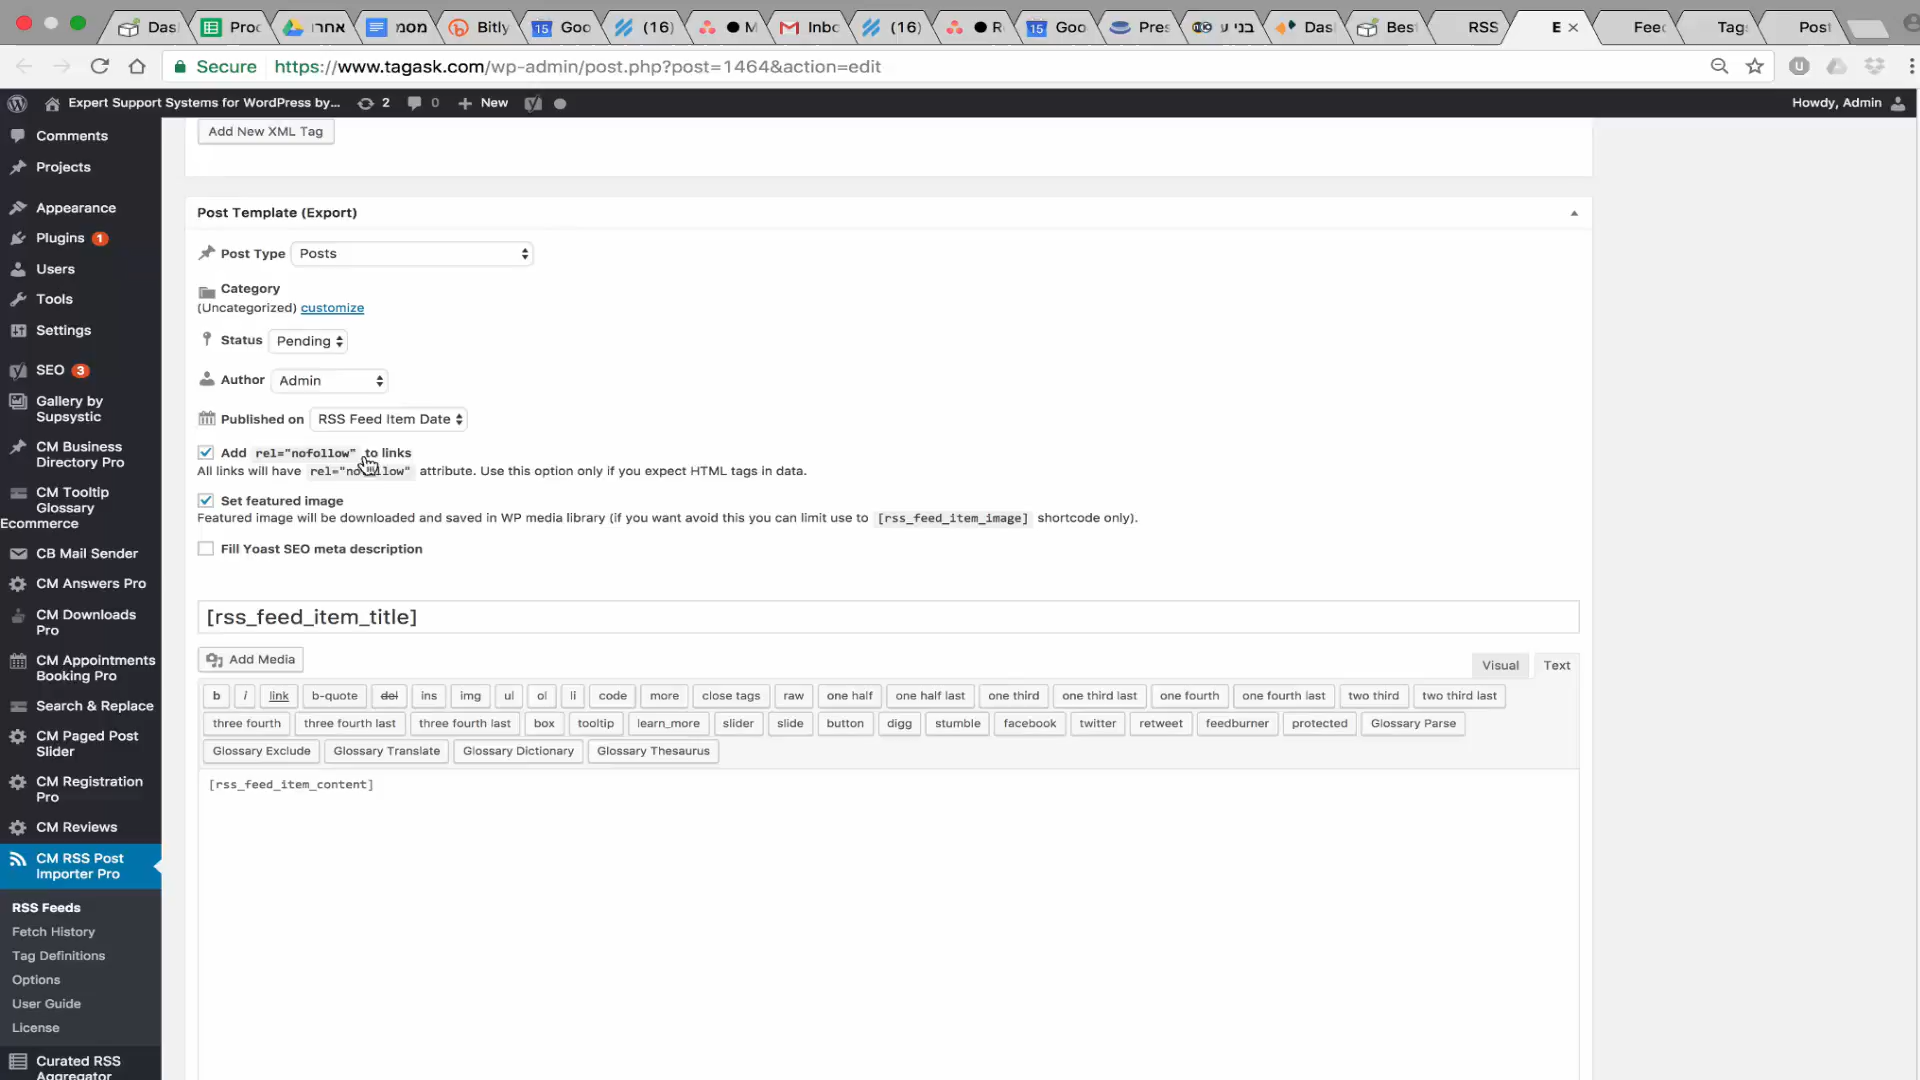 Das
Proc
אחרו
מסמ
Bitly
15 Goo
(16)
● M
Inbc
(16)
● R
15 Goo
Pres
בני ע
Das
Bes
RSS
E
Feed
Tag
Post
Secure https://www.tagask.com/wp-admin/post.php?post=1464&action=edit
Expert Support Systems for WordPress by... 2 0 + New
Howdy, Admin
Comments
Projects
Appearance
Plugins 1
Users
Tools
Settings
SEO 3
Gallery by
Supsystic
CM Business
Directory Pro
CM Tooltip
Glossary
Ecommerce
CB Mail Sender
CM Answers Pro
CM Downloads
Pro
CM Appointments
Booking Pro
Search & Replace
CM Paged Post
Slider
CM Registration
Pro
CM Reviews
CM RSS Post
Importer Pro
RSS Feeds
Fetch History
Tag Definitions
Options
User Guide
License
Curated RSS
Aggregator
Add New XML Tag
Post Template (Export)
Post Type Posts
Category
(Uncategorized) customize
Status Pending
Author Admin
Published on RSS Feed Item Date
Add rel="nofollow" to links
All links will have rel="nofollow" attribute. Use this option only if you expect HTML tags in data.
Set featured image
Featured image will be downloaded and saved in WP media library (if you want avoid this you can limit use to [rss_feed_item_image] shortcode only).
Fill Yoast SEO meta description
[rss_feed_item_title]
Add Media
Visual Text
b i link b-quote del ins img ul ol li code more close tags raw one half one half last one third one third last one fourth one fourth last two third two third last
three fourth three fourth last three fourth last box tooltip learn_more slider slide button digg stumble facebook twitter retweet feedburner protected Glossary Parse
Glossary Exclude Glossary Translate Glossary Dictionary Glossary Thesaurus
[rss_feed_item_content]